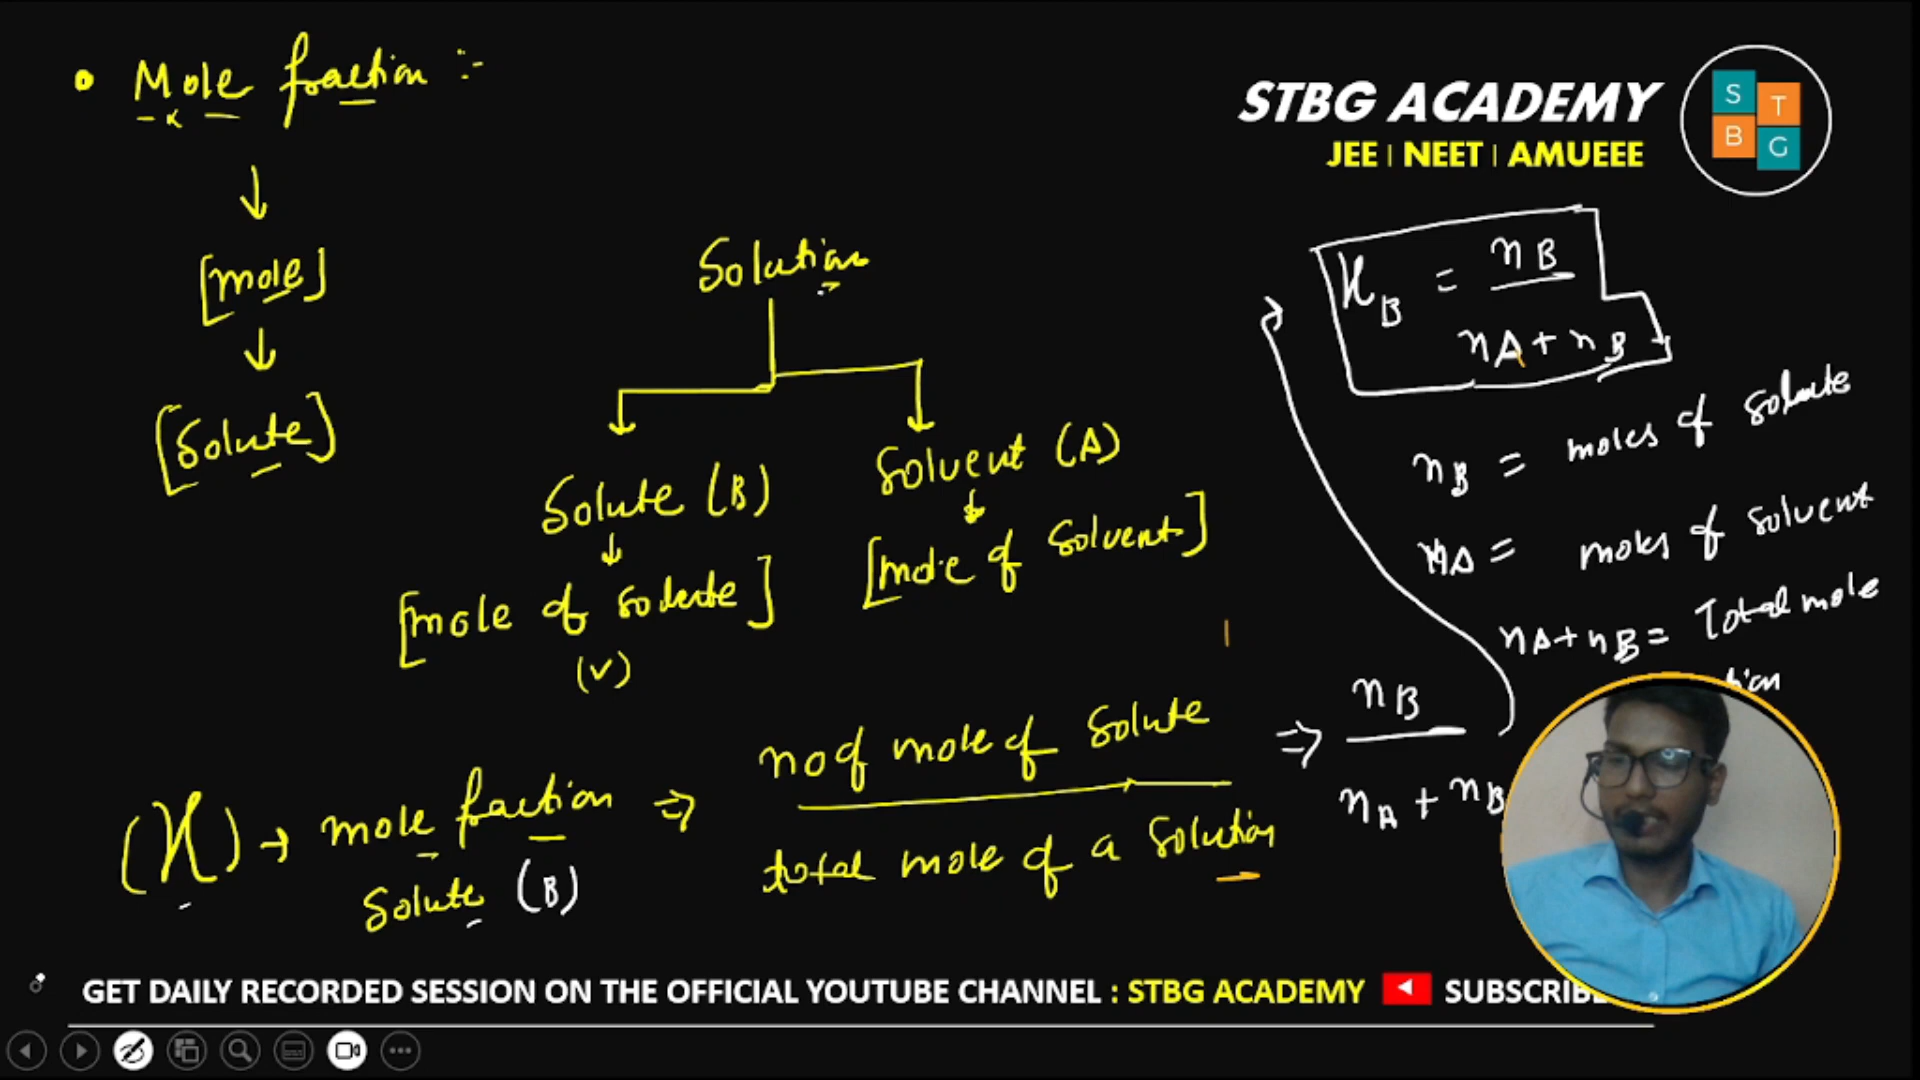 • Mole fraction :-
[mole]
[Solute]
Solution
Solute (B)
Solvent (A)
[mole of solute]
[mole of solvent]
(v)
(X) → mole fraction
Solute (B)
⇒ no of mole of Solute
total mole of a Solution
⇒ nB
nA + nB
STBG ACADEMY
JEE | NEET | AMUEEE
S T
B G
XB = nB
nA + nB
nB = moles of solute
nA = moles of solvent
nA + nB = Total mole
GET DAILY RECORDED SESSION ON THE OFFICIAL YOUTUBE CHANNEL : STBG ACADEMY